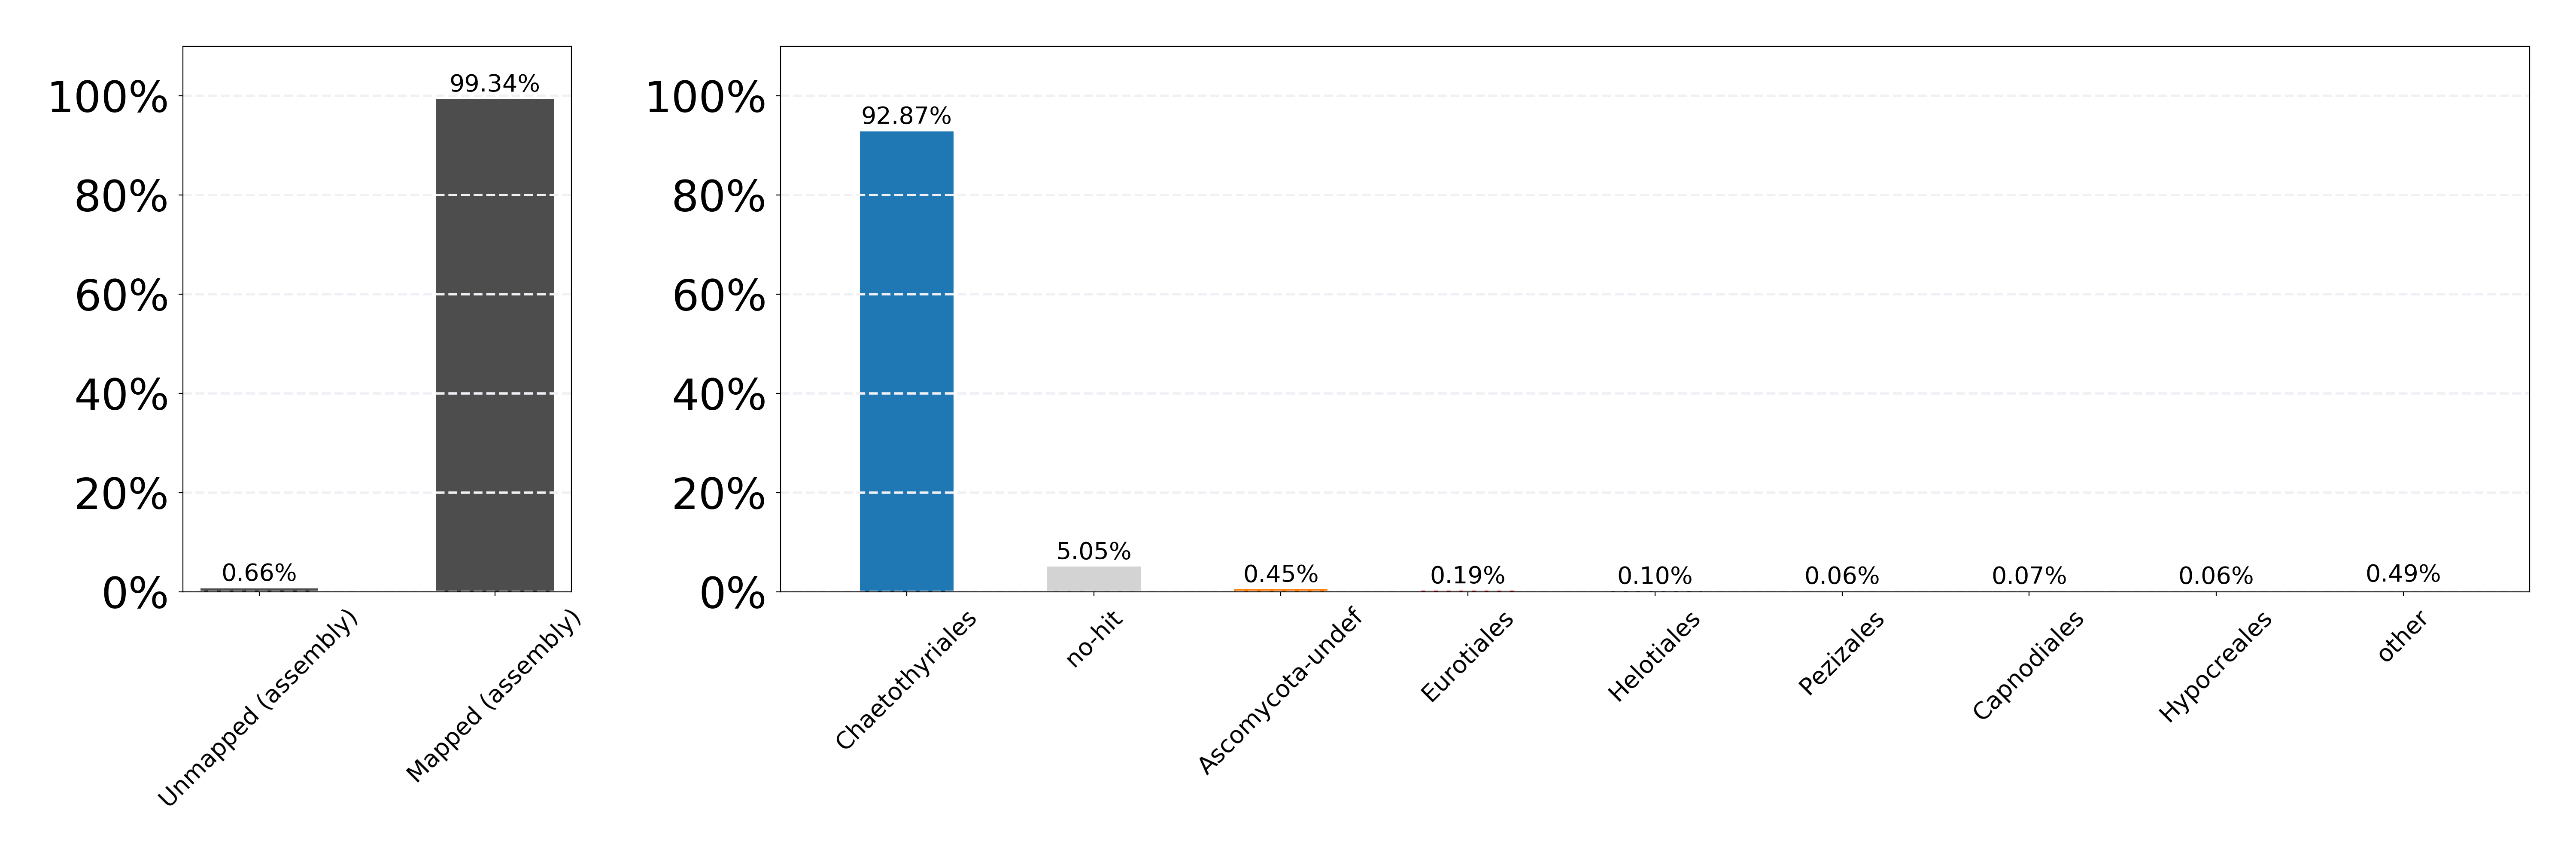 100%
80%
60%
40%
20%
0%
0.66%
99.34%
Unmapped (assembly)
Mapped (assembly)
100%
80%
60%
40%
20%
0%
92.87%
5.05%
0.45%
0.19%
0.10%
0.06%
0.07%
0.06%
0.49%
Chaetothyriales
no-hit
Ascomycota-undef
Eurotiales
Helotiales
Pezizales
Capnodiales
Hypocreales
other